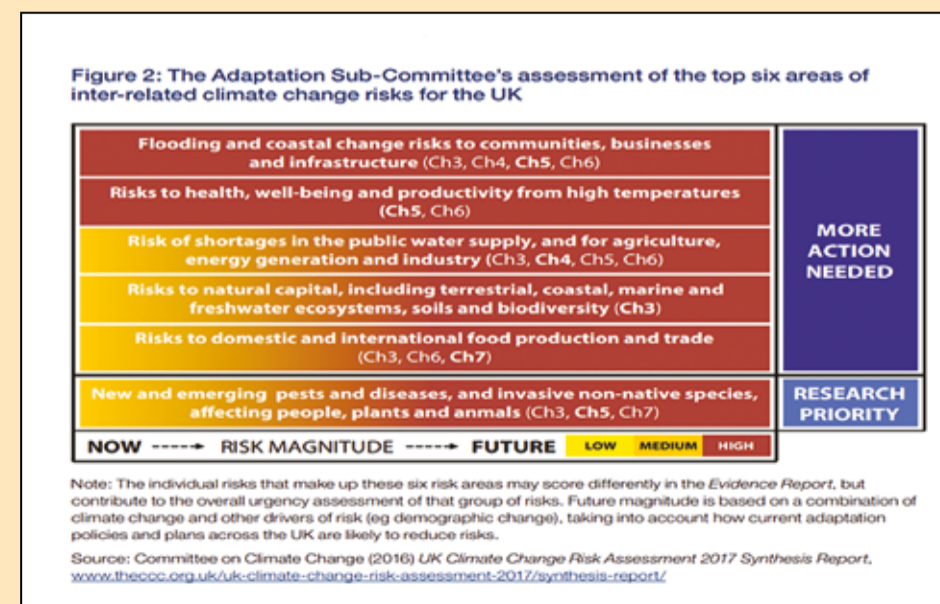 Figure 2: The Adaptation Sub-Committee's assessment of the top six areas of
inter-related climate change risks for the UK
Flooding and coastal change risks to communities, businesses
and infrastructure (Ch3, Ch4, Ch5, Ch6)
Risks to health, well-being and productivity from high temperatures
(Ch5, Ch6)
Risk of shortages in the public water supply, and for agriculture,
energy generation and industry (Ch3, Ch4, Ch5, Ch6)
Risks to natural capital, including terrestrial, coastal, marine and
freshwater ecosystems, soils and biodiversity (Ch3)
Risks to domestic and international food production and trade
(Ch3, Ch6, Ch7)
MORE
ACTION
NEEDED
New and emerging pests and diseases, and invasive non-native species,
affecting people, plants and anmals (Ch3, Ch5, Ch7)
RESEARCH
PRIORITY
NOW ----→ RISK MAGNITUDE ----→ FUTURE LOW MEDIUM HIGH
Note: The individual risks that make up these six risk areas may score differently in the Evidence Report, but
contribute to the overall urgency assessment of that group of risks. Future magnitude is based on a combination of
climate change and other drivers of risk (eg demographic change), taking into account how current adaptation
policies and plans across the UK are likely to reduce risks.
Source: Committee on Climate Change (2016) UK Climate Change Risk Assessment 2017 Synthesis Report,
www.theccc.org.uk/uk-climate-change-risk-assessment-2017/synthesis-report/